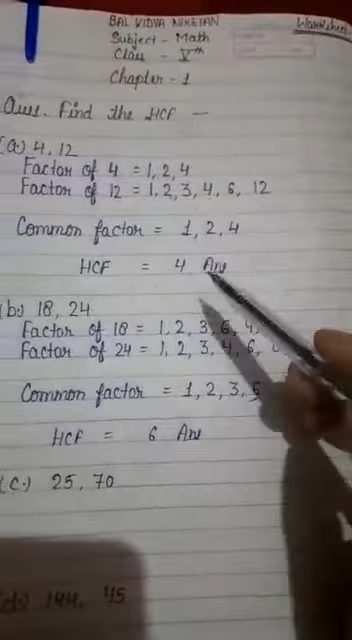 BAL VIDYA NIKETAN
Subject - Math
Class - Vth
Chapter - 1
Worksheet
Ques. Find the HCF —
(a) 4, 12
Factor of 4 = 1, 2, 4
Factor of 12 = 1, 2, 3, 4, 6, 12
Common factor = 1, 2, 4
HCF = 4 Ans
(b) 18, 24
Factor of 18 = 1, 2, 3, 6,
Factor of 24 = 1, 2, 3, 4, 6,
Common factor = 1, 2, 3, 6
HCF = 6 Ans
(c) 25, 70
(d) 144, 45